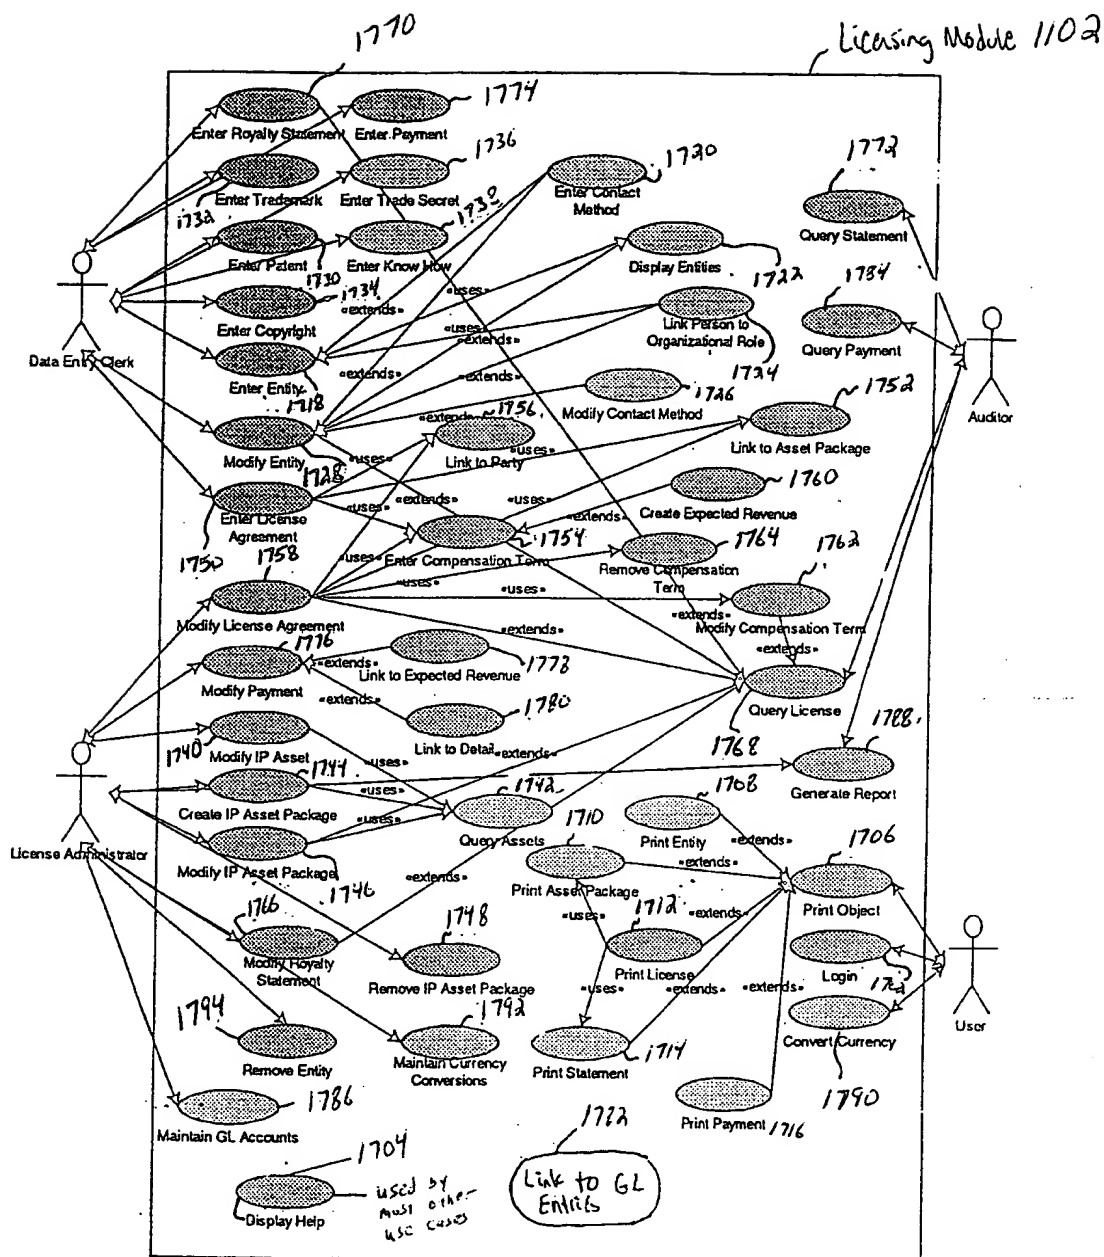 1770
Licensing Module 1102
1774
Enter Royalty Statement
Enter Payment
1736
1720
1772
Enter Trademark
1732
Enter Trade Secret
Enter Contact Method
Query Statement
1738
Enter Patent
1730
Enter Know How
Display Entities
1722
1784
1734
Enter Copyright
«extends»
«uses»
«uses»
«extends»
Link Person to Organizational Role
1724
Query Payment
Data Entry Clerk
Auditor
Enter Entity
1718
«extends»
«extends»
1726
1752
Modify Contact Method
1756
«extends»
Modify Entity
1728
«uses»
Link to Party
«uses»
Link to Asset Package
1760
Enter License Agreement
1750
«extends»
«uses»
«uses»
«extends»
Create Expected Revenue
1758
1754
1764
1762
Enter Compensation Term
«uses»
«uses»
«uses»
«uses»
Remove Compensation Term
Modify License Agreement
«extends»
Modify Compensation Term
«extends»
«extends»
1776
Modify Payment
«extends»
Link to Expected Revenue
1778
Query License
1768
«extends»
1780
Link to Detail
«extends»
1788
1740
Modify IP Asset
«uses»
1744
1742
1708
Create IP Asset Package
«uses»
«uses»
Query Assets
1710
Print Entity
«extends»
Generate Report
License Administrator
Modify IP Asset Package
1746
«extends»
Print Asset Package
«extends»
1706
Print Object
1766
1748
«uses»
1712
«extends»
Modify Royalty Statement
Remove IP Asset Package
Print License
Login
«uses»
«extends»
«extends»
1794
1792
User
Remove Entity
Maintain Currency Conversions
Print Statement
1714
Convert Currency
1790
1786
Maintain GL Accounts
Print Payment
1716
1704
Display Help
used by most other use cases
Link to GL Entries